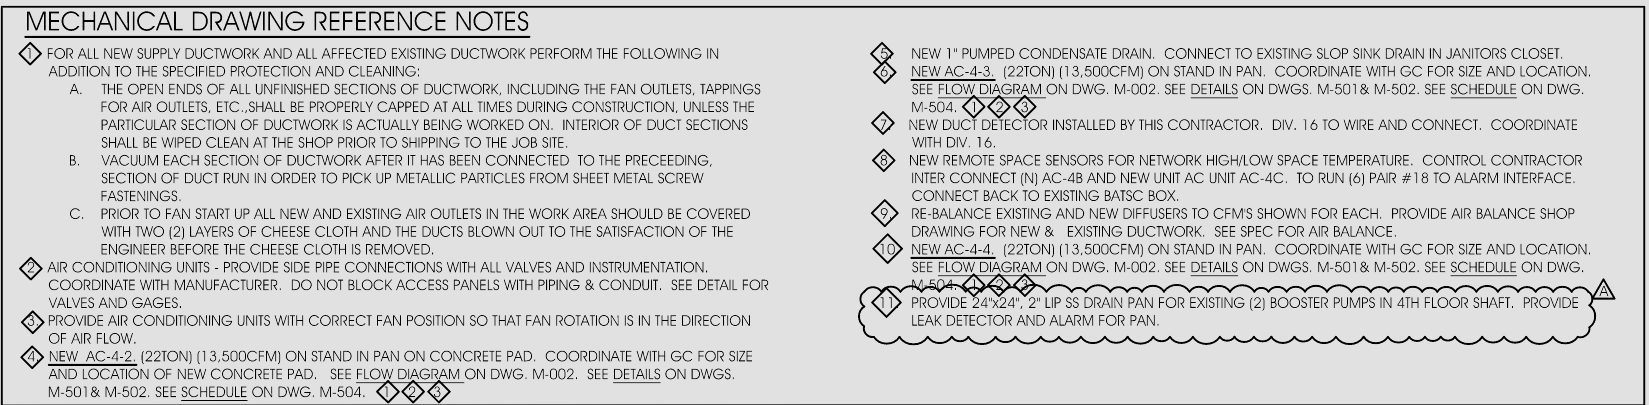 MECHANICAL DRAWING REFERENCE NOTES
1 FOR ALL NEW SUPPLY DUCTWORK AND ALL AFFECTED EXISTING DUCTWORK PERFORM THE FOLLOWING IN
ADDITION TO THE SPECIFIED PROTECTION AND CLEANING:
A. THE OPEN ENDS OF ALL UNFINISHED SECTIONS OF DUCTWORK, INCLUDING THE FAN OUTLETS, TAPPINGS
FOR AIR OUTLETS, ETC.,SHALL BE PROPERLY CAPPED AT ALL TIMES DURING CONSTRUCTION, UNLESS THE
PARTICULAR SECTION OF DUCTWORK IS ACTUALLY BEING WORKED ON. INTERIOR OF DUCT SECTIONS
SHALL BE WIPED CLEAN AT THE SHOP PRIOR TO SHIPPING TO THE JOB SITE.
B. VACUUM EACH SECTION OF DUCTWORK AFTER IT HAS BEEN CONNECTED TO THE PRECEEDING,
SECTION OF DUCT RUN IN ORDER TO PICK UP METALLIC PARTICLES FROM SHEET METAL SCREW
FASTENINGS.
C. PRIOR TO FAN START UP ALL NEW AND EXISTING AIR OUTLETS IN THE WORK AREA SHOULD BE COVERED
WITH TWO (2) LAYERS OF CHEESE CLOTH AND THE DUCTS BLOWN OUT TO THE SATISFACTION OF THE
ENGINEER BEFORE THE CHEESE CLOTH IS REMOVED.
2. AIR CONDITIONING UNITS - PROVIDE SIDE PIPE CONNECTIONS WITH ALL VALVES AND INSTRUMENTATION.
COORDINATE WITH MANUFACTURER. DO NOT BLOCK ACCESS PANELS WITH PIPING & CONDUIT. SEE DETAIL FOR
VALVES AND GAGES.
3. PROVIDE AIR CONDITIONING UNITS WITH CORRECT FAN POSITION SO THAT FAN ROTATION IS IN THE DIRECTION
OF AIR FLOW.
4. NEW AC-4-2. (22TON) (13,500CFM) ON STAND IN PAN ON CONCRETE PAD. COORDINATE WITH GC FOR SIZE
AND LOCATION OF NEW CONCRETE PAD. SEE FLOW DIAGRAM ON DWG. M-002. SEE DETAILS ON DWGS.
M-501& M-502. SEE SCHEDULE ON DWG. M-504. 1 2 3
5. NEW 1" PUMPED CONDENSATE DRAIN. CONNECT TO EXISTING SLOP SINK DRAIN IN JANITORS CLOSET.
6. NEW AC-4-3. (22TON) (13,500CFM) ON STAND IN PAN. COORDINATE WITH GC FOR SIZE AND LOCATION.
SEE FLOW DIAGRAM ON DWG. M-002. SEE DETAILS ON DWGS. M-501& M-502. SEE SCHEDULE ON DWG.
M-504. 1 2 3
7. NEW DUCT DETECTOR INSTALLED BY THIS CONTRACTOR. DIV. 16 TO WIRE AND CONNECT. COORDINATE
WITH DIV. 16.
8 NEW REMOTE SPACE SENSORS FOR NETWORK HIGH/LOW SPACE TEMPERATURE. CONTROL CONTRACTOR
INTER CONNECT (N) AC-4B AND NEW UNIT AC UNIT AC-4C. TO RUN (6) PAIR #18 TO ALARM INTERFACE.
CONNECT BACK TO EXISTING BATSC BOX.
9 RE-BALANCE EXISTING AND NEW DIFFUSERS TO CFM'S SHOWN FOR EACH. PROVIDE AIR BALANCE SHOP
DRAWING FOR NEW & EXISTING DUCTWORK. SEE SPEC FOR AIR BALANCE.
10 NEW AC-4-4. (22TON) (13,500CFM) ON STAND IN PAN. COORDINATE WITH GC FOR SIZE AND LOCATION.
SEE FLOW DIAGRAM ON DWG. M-002. SEE DETAILS ON DWGS. M-501& M-502. SEE SCHEDULE ON DWG.
M-504. 1 2 3
11 PROVIDE 24"x24", 2" LIP SS DRAIN PAN FOR EXISTING (2) BOOSTER PUMPS IN 4TH FLOOR SHAFT. PROVIDE A
LEAK DETECTOR AND ALARM FOR PAN.